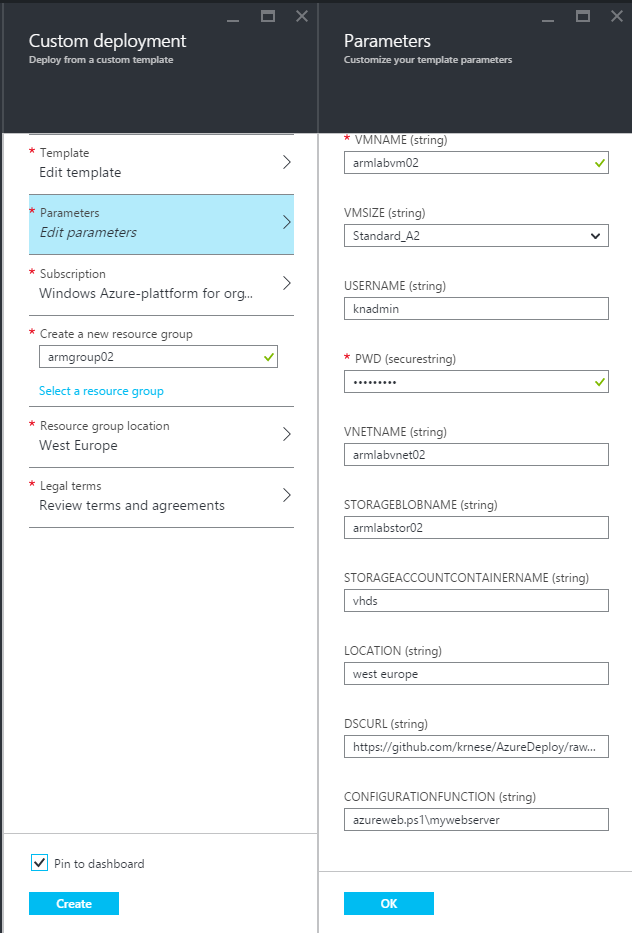 Custom deployment
Deploy from a custom template
* Template
Edit template
* Parameters
Edit parameters
* Subscription
Windows Azure-plattform for org...
* Create a new resource group
armgroup02
Select a resource group
* Resource group location
West Europe
* Legal terms
Review terms and agreements
Pin to dashboard
Create
Parameters
Customize your template parameters
* VMNAME (string)
armlabvm02
VMSIZE (string)
Standard_A2
USERNAME (string)
knadmin
* PWD (securestring)
•••••••••
VNETNAME (string)
armlabvnet02
STORAGEBLOBNAME (string)
armlabstor02
STORAGEACCOUNTCONTAINERNAME (string)
vhds
LOCATION (string)
west europe
DSCURL (string)
https://github.com/krnese/AzureDeploy/raw...
CONFIGURATIONFUNCTION (string)
azureweb.ps1\mywebserver
OK